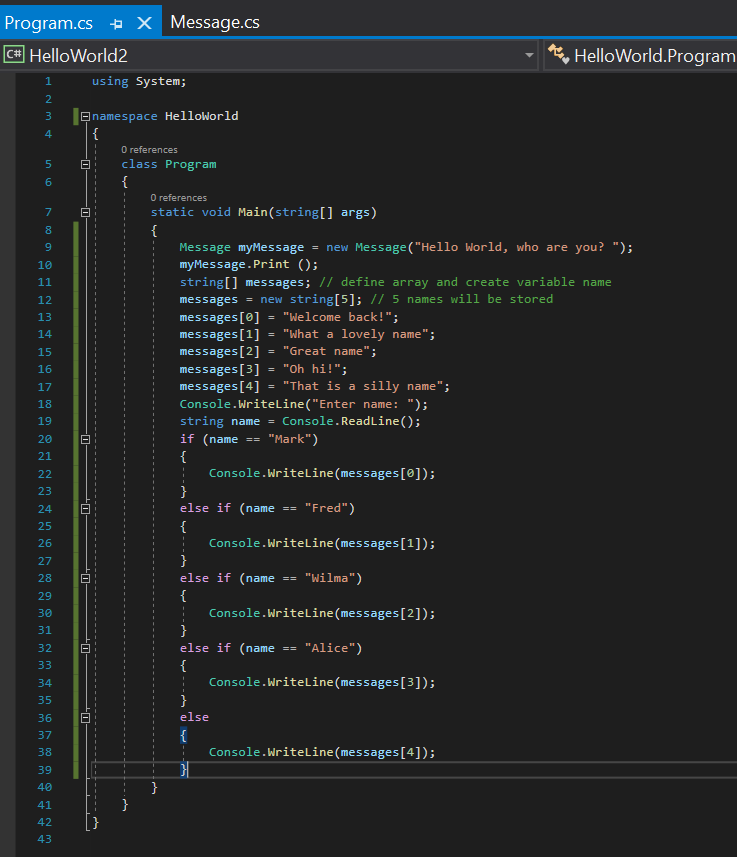 Program.cs Message.cs
C# HelloWorld2 HelloWorld.Program
1 using System;
2
3 namespace HelloWorld
4 {
0 references
5 class Program
6 {
0 references
7 static void Main(string[] args)
8 {
9 Message myMessage = new Message("Hello World, who are you? ");
10 myMessage.Print ();
11 string[] messages; // define array and create variable name
12 messages = new string[5]; // 5 names will be stored
13 messages[0] = "Welcome back!";
14 messages[1] = "What a lovely name";
15 messages[2] = "Great name";
16 messages[3] = "Oh hi!";
17 messages[4] = "That is a silly name";
18 Console.WriteLine("Enter name: ");
19 string name = Console.ReadLine();
20 if (name == "Mark")
21 {
22 Console.WriteLine(messages[0]);
23 }
24 else if (name == "Fred")
25 {
26 Console.WriteLine(messages[1]);
27 }
28 else if (name == "Wilma")
29 {
30 Console.WriteLine(messages[2]);
31 }
32 else if (name == "Alice")
33 {
34 Console.WriteLine(messages[3]);
35 }
36 else
37 {
38 Console.WriteLine(messages[4]);
39 }
40 }
41 }
42 }
43